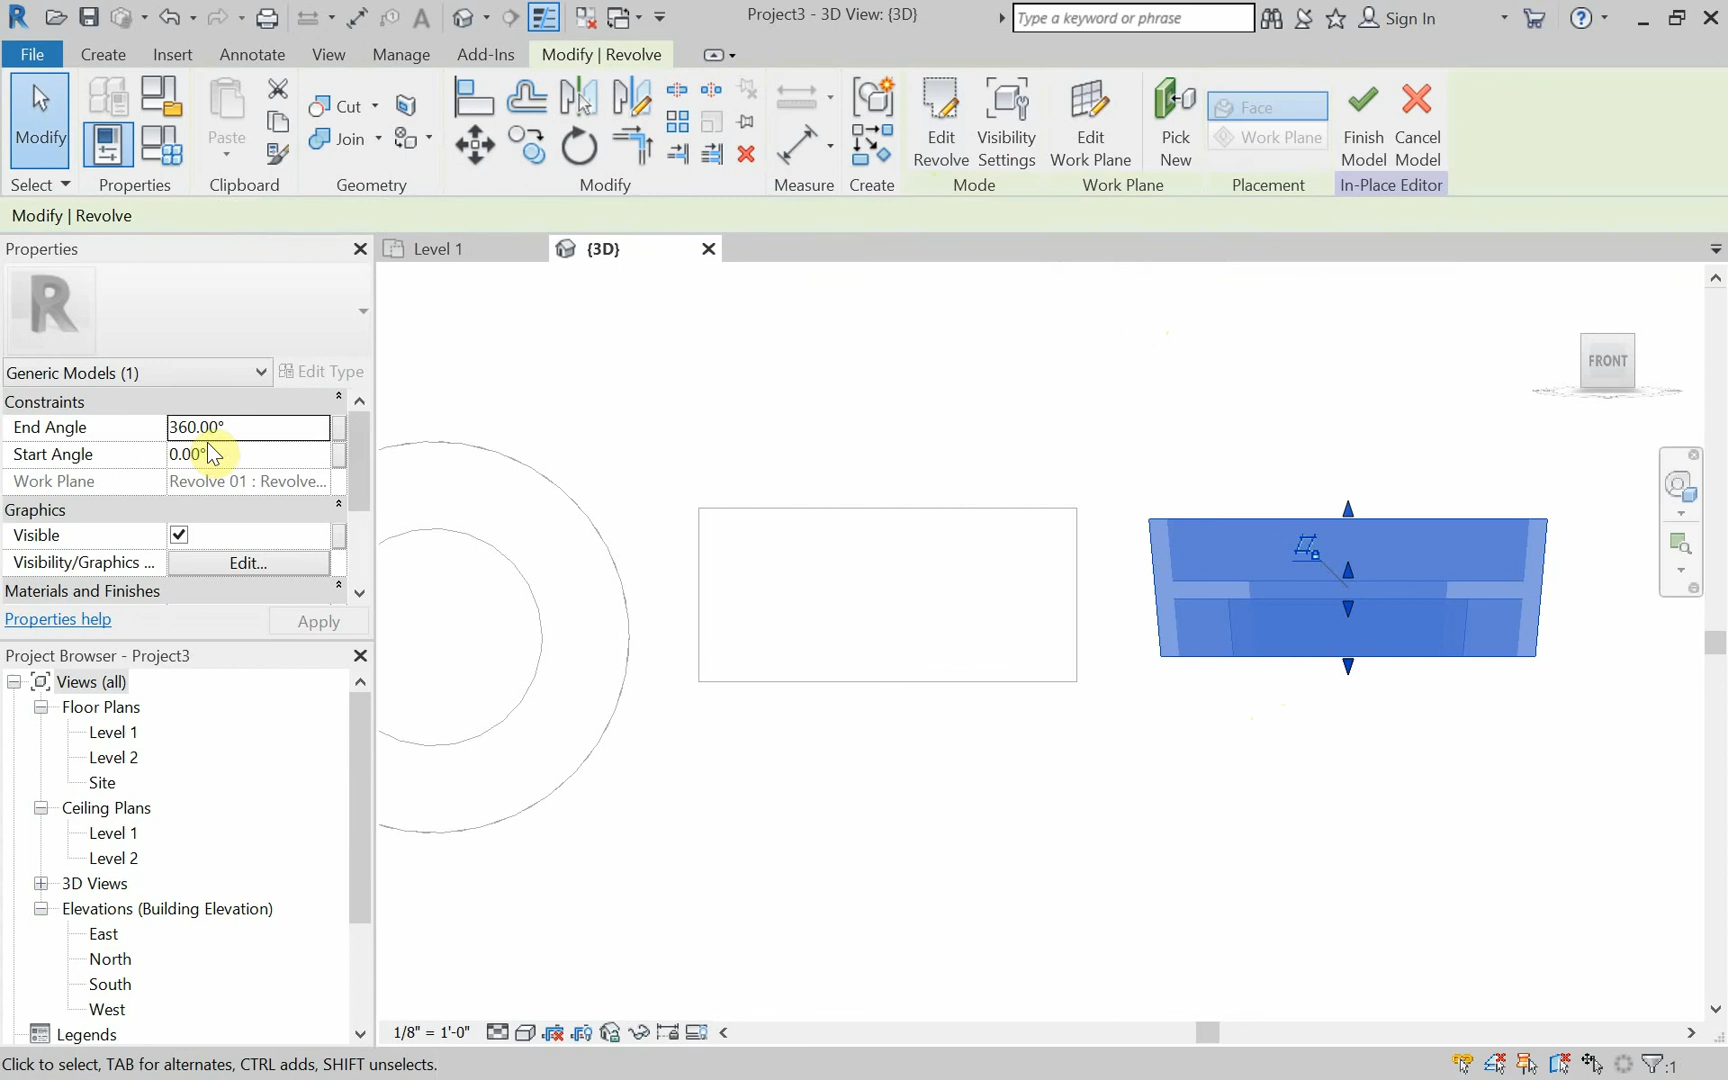 Project3 - 3D View: {3D}
Type a keyword or phrase
Sign In
File
Create
Insert
Annotate
View
Manage
Add-Ins
Modify | Revolve
Modify
Paste
Cut
Join
Edit Revolve
Visibility Settings
Edit Work Plane
Pick New
Face
Work Plane
Finish Model
Cancel Model
Select
Properties
Clipboard
Geometry
Modify
Measure
Create
Mode
Work Plane
Placement
In-Place Editor
Modify | Revolve
Properties
Level 1
{3D}
R
Generic Models (1)
Edit Type
Constraints
End Angle 360.00°
Start Angle 0.00°
Work Plane Revolve 01 : Revolve...
Graphics
Visible
Visibility/Graphics ... Edit...
Materials and Finishes
Properties help
Apply
FRONT
Project Browser - Project3
Views (all)
Floor Plans
Level 1
Level 2
Site
Ceiling Plans
Level 1
Level 2
3D Views
Elevations (Building Elevation)
East
North
South
West
Legends
1/8" = 1'-0"
Click to select, TAB for alternates, CTRL adds, SHIFT unselects.
:1